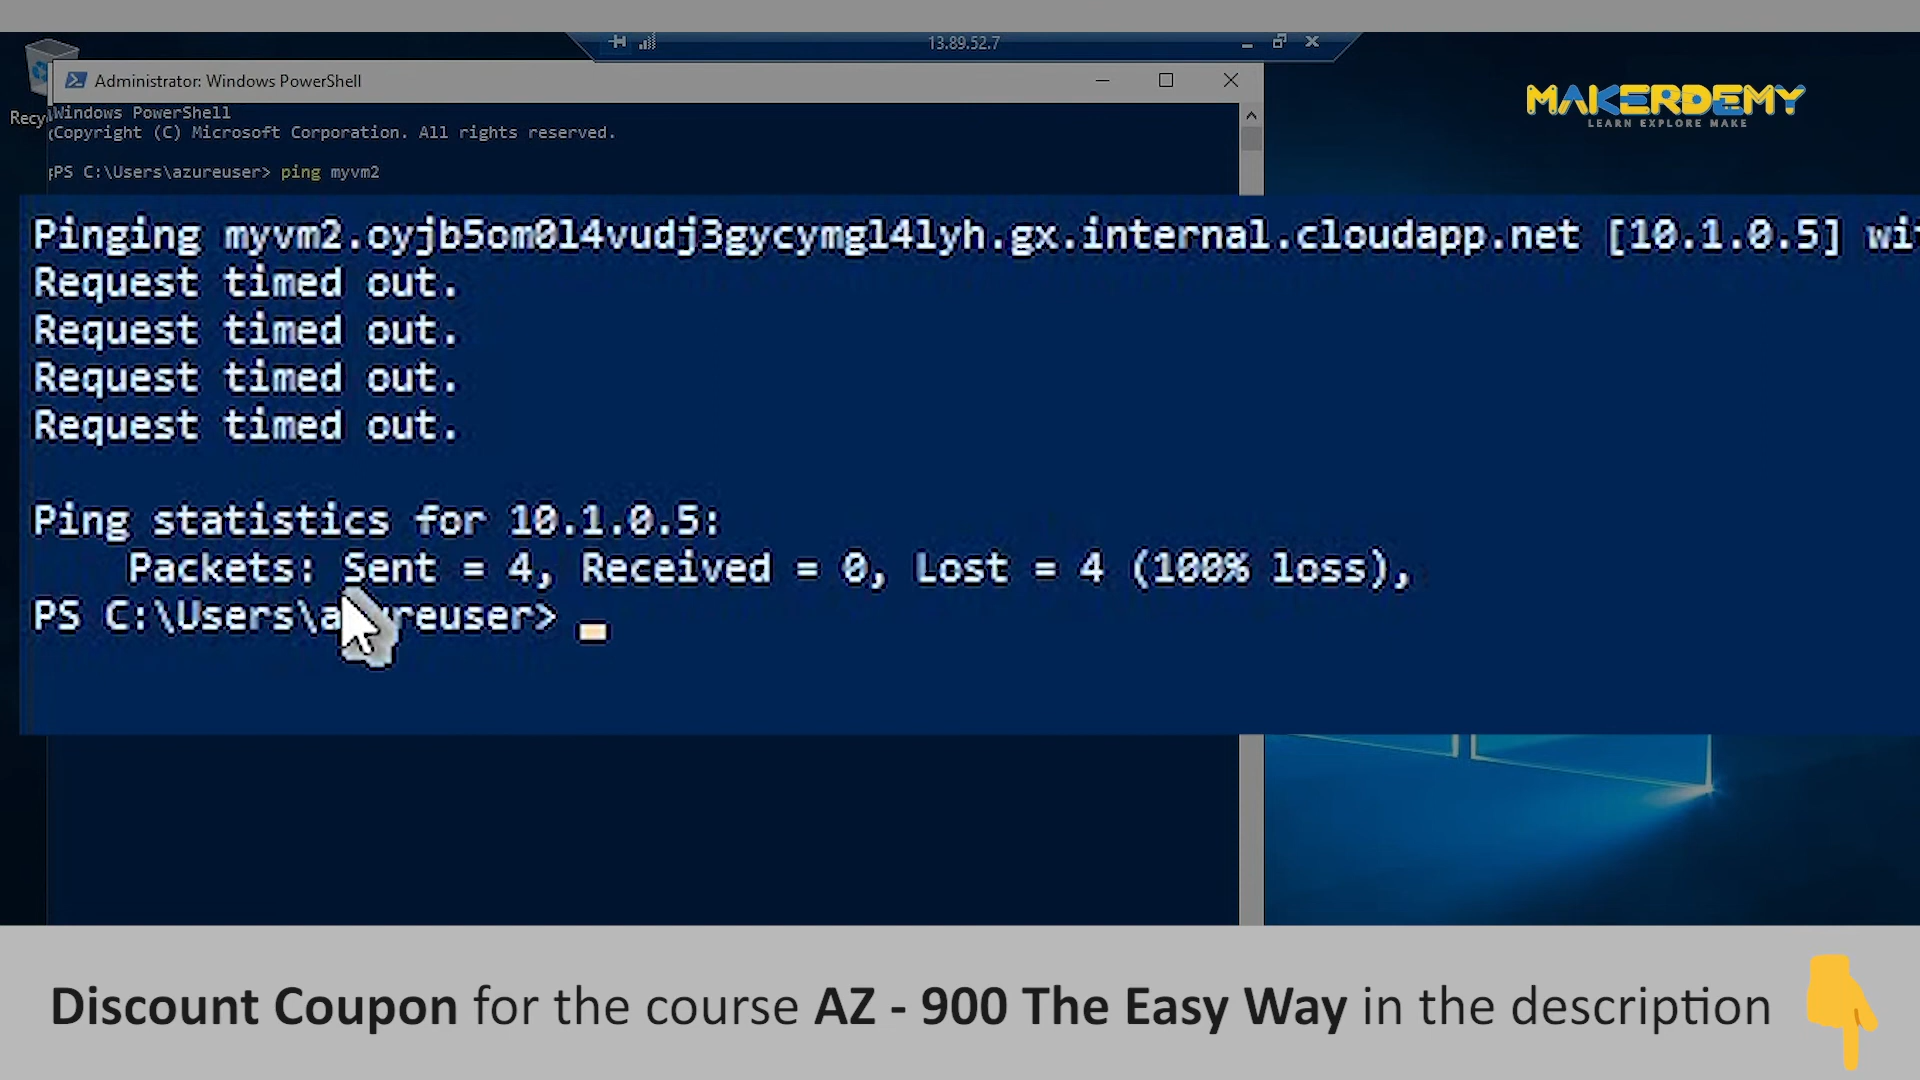 13.89.52.7
Administrator: Windows PowerShell
MAKERDEMY
LEARN EXPLORE MAKE
Windows PowerShell
Copyright (C) Microsoft Corporation. All rights reserved.
Recy
PS C:\Users\azureuser> ping myvm2
Pinging myvm2.oyjb5om0l4vudj3gycymgl4lyh.gx.internal.cloudapp.net [10.1.0.5] wi
Request timed out.
Request timed out.
Request timed out.
Request timed out.
Ping statistics for 10.1.0.5:
Packets: Sent = 4, Received = 0, Lost = 4 (100% loss),
PS C:\Users\azureuser>
Discount Coupon for the course AZ - 900 The Easy Way in the description